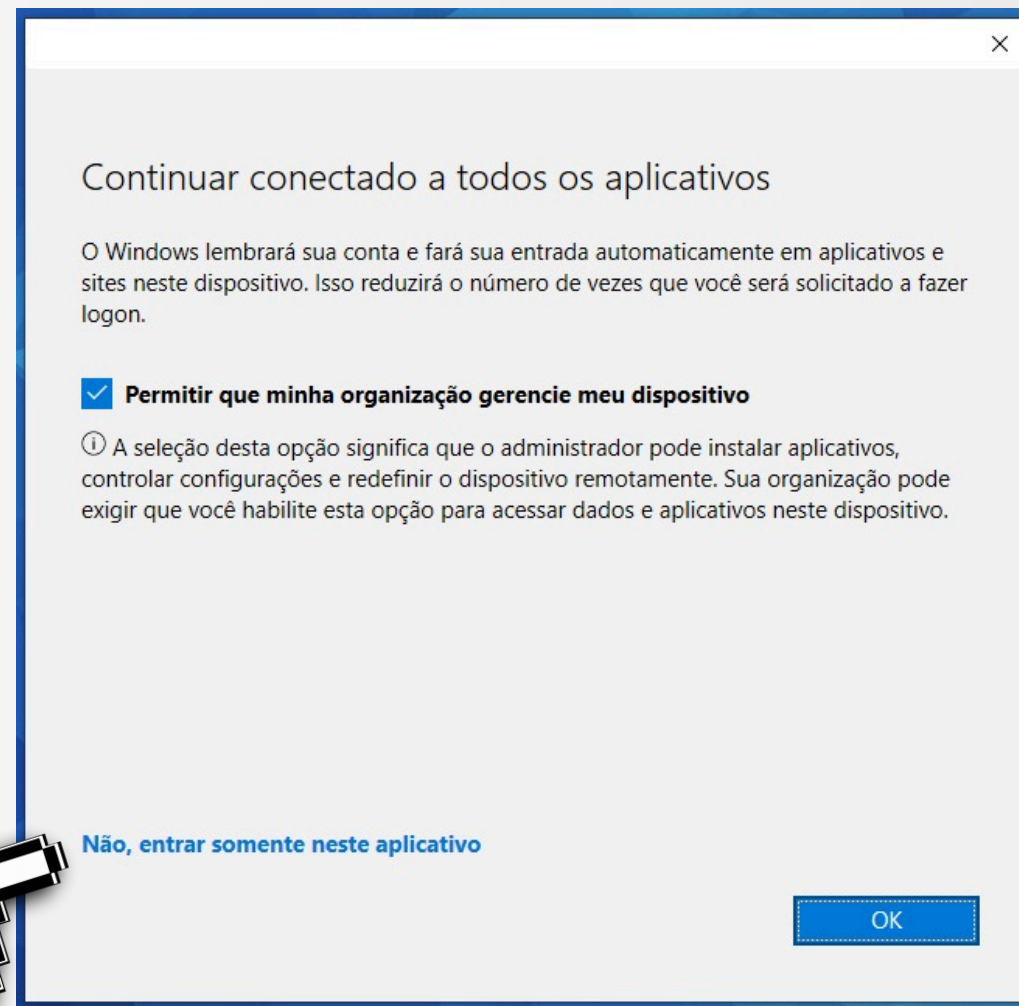 Continuar conectado a todos os aplicativos
O Windows lembrará sua conta e fará sua entrada automaticamente em aplicativos e
sites neste dispositivo. Isso reduzirá o número de vezes que você será solicitado a fazer
logon.
Permitir que minha organização gerencie meu dispositivo
A seleção desta opção significa que o administrador pode instalar aplicativos,
controlar configurações e redefinir o dispositivo remotamente. Sua organização pode
exigir que você habilite esta opção para acessar dados e aplicativos neste dispositivo.
Não, entrar somente neste aplicativo
OK